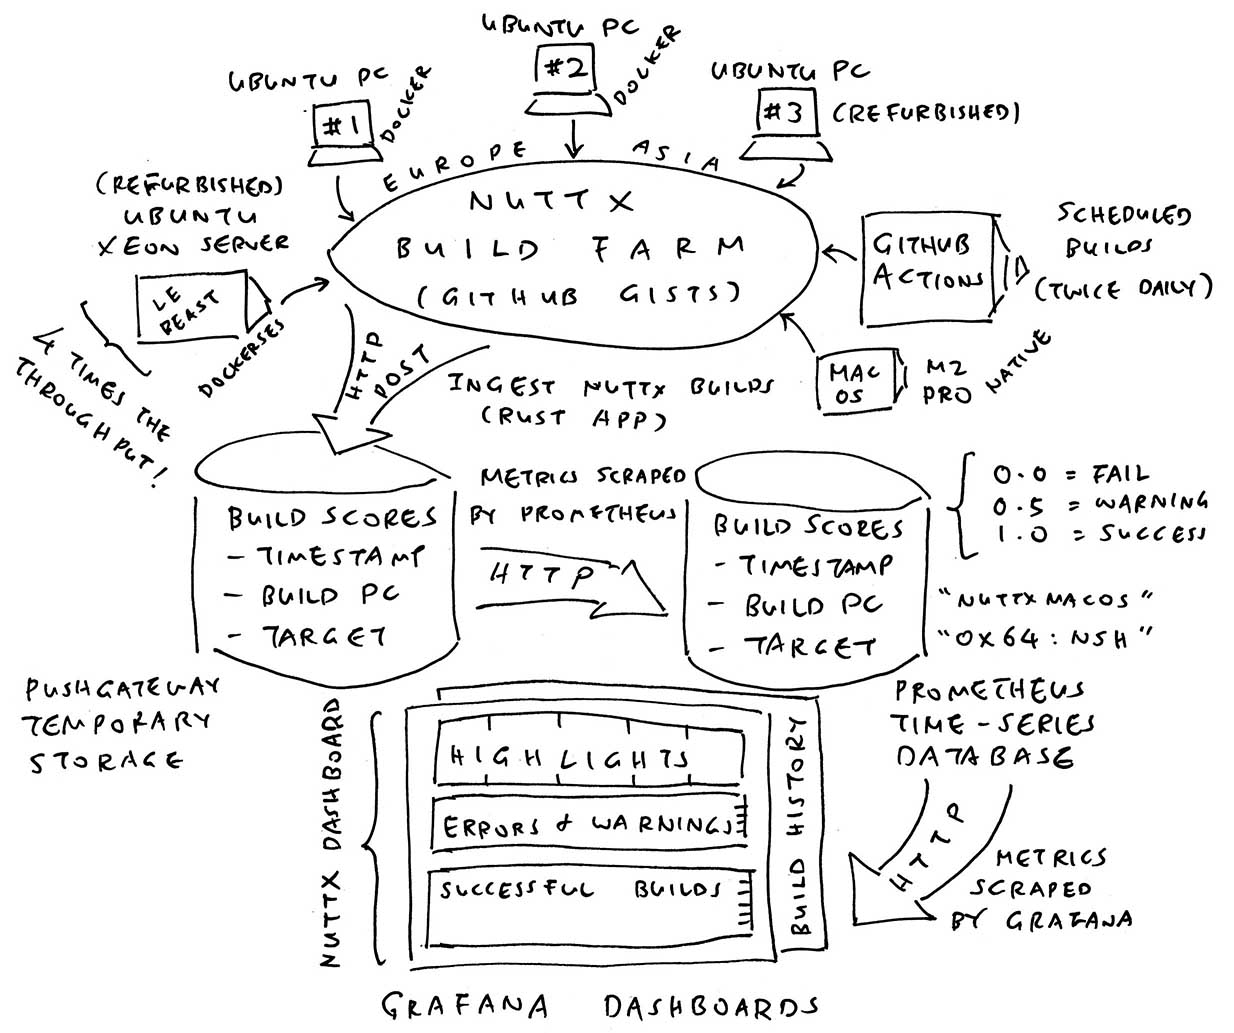 UBUNTU PC
#2
DOCKER
UBUNTU PC
#1
DOCKER
UBUNTU PC
#3
(REFURBISHED)
EUROPE ASIA
NUTTX
BUILD FARM
(GITHUB GISTS)
(REFURBISHED)
UBUNTU
XEON SERVER
LE
BEAST
DOCKERSES
4 TIMES THE
THROUGHPUT!
GITHUB
ACTIONS
SCHEDULED
BUILDS
(TWICE DAILY)
MAC
OS
M2
PRO
NATIVE
HTTP
POST
INGEST NUTTX BUILDS
(RUST APP)
BUILD SCORES
- TIMESTAMP
- BUILD PC
- TARGET
PUSHGATEWAY
TEMPORARY
STORAGE
METRICS SCRAPED
BY PROMETHEUS
HTTP
BUILD SCORES
- TIMESTAMP
- BUILD PC
- TARGET
0.0 = FAIL
0.5 = WARNING
1.0 = SUCCESS
"NUTTXMACOS"
"OX64:NSH"
PROMETHEUS
TIME-SERIES
DATABASE
HTTP
METRICS
SCRAPED
BY GRAFANA
NUTTX DASHBOARD
HIGHLIGHTS
ERRORS & WARNINGS
SUCCESSFUL BUILDS
BUILD HISTORY
GRAFANA DASHBOARDS